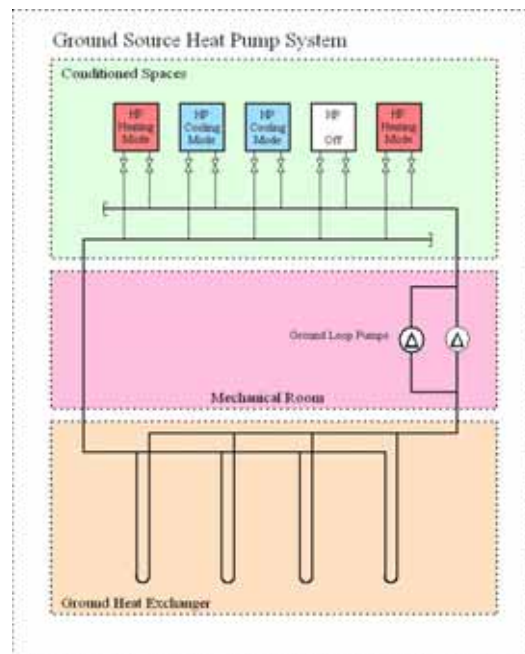 Ground Source Heat Pump System
Conditioned Spaces
HP
Heating
Mode
HP
Cooling
Mode
HP
Cooling
Mode
HP
Off
HP
Heating
Mode
Ground Loop Pumps
Mechanical Room
Ground Heat Exchanger